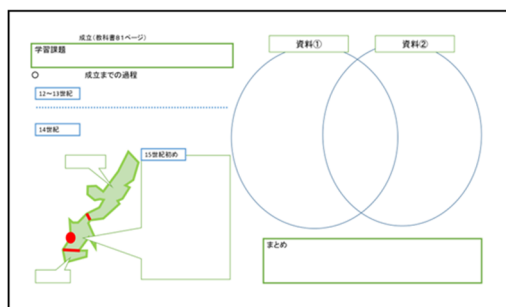 成立(教科書81ページ)
学習課題
○　　　成立までの過程
12～13世紀
14世紀
15世紀初め
資料①
資料②
まとめ